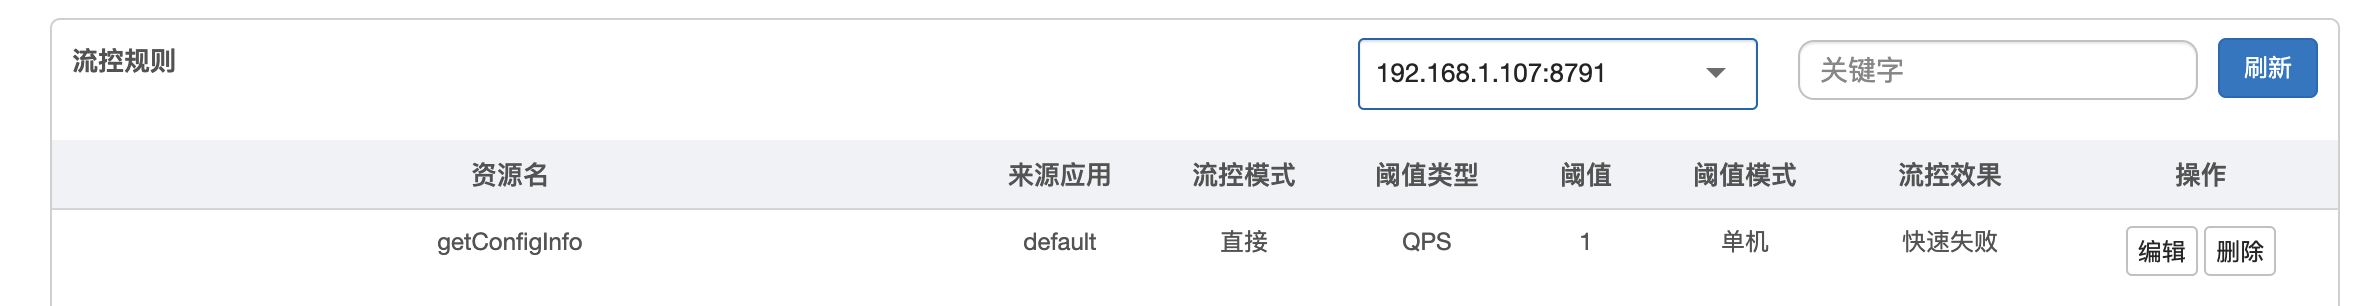 流控规则 192.168.1.107:8791 关键字 刷新
资源名 来源应用 流控模式 阈值类型 阈值 阈值模式 流控效果 操作
getConfigInfo default 直接 QPS 1 单机 快速失败 编辑 删除